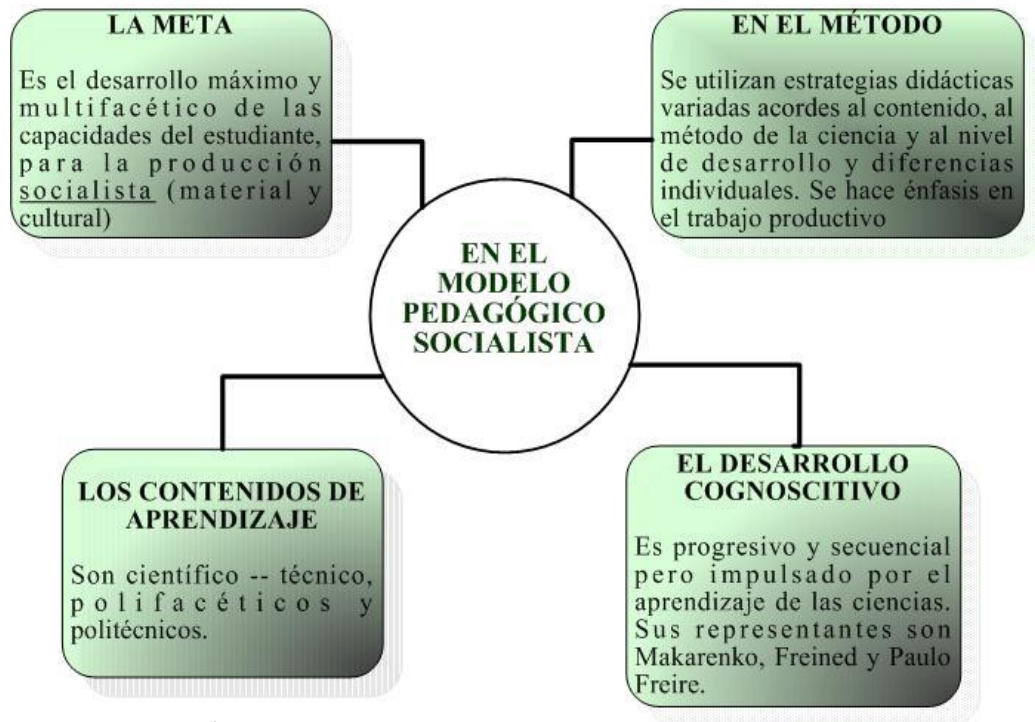 LA META
Es el desarrollo máximo y
multifacético de las
capacidades del estudiante,
para la producción
socialista (material y
cultural)
EN EL MÉTODO
Se utilizan estrategias didácticas
variadas acordes al contenido, al
método de la ciencia y al nivel
de desarrollo y diferencias
individuales. Se hace énfasis en
el trabajo productivo
EN EL
MODELO
PEDAGÓGICO
SOCIALISTA
LOS CONTENIDOS DE
APRENDIZAJE
Son científico -- técnico,
polifacéticos y
politécnicos.
EL DESARROLLO
COGNOSCITIVO
Es progresivo y secuencial
pero impulsado por el
aprendizaje de las ciencias.
Sus representantes son
Makarenko, Freined y Paulo
Freire.